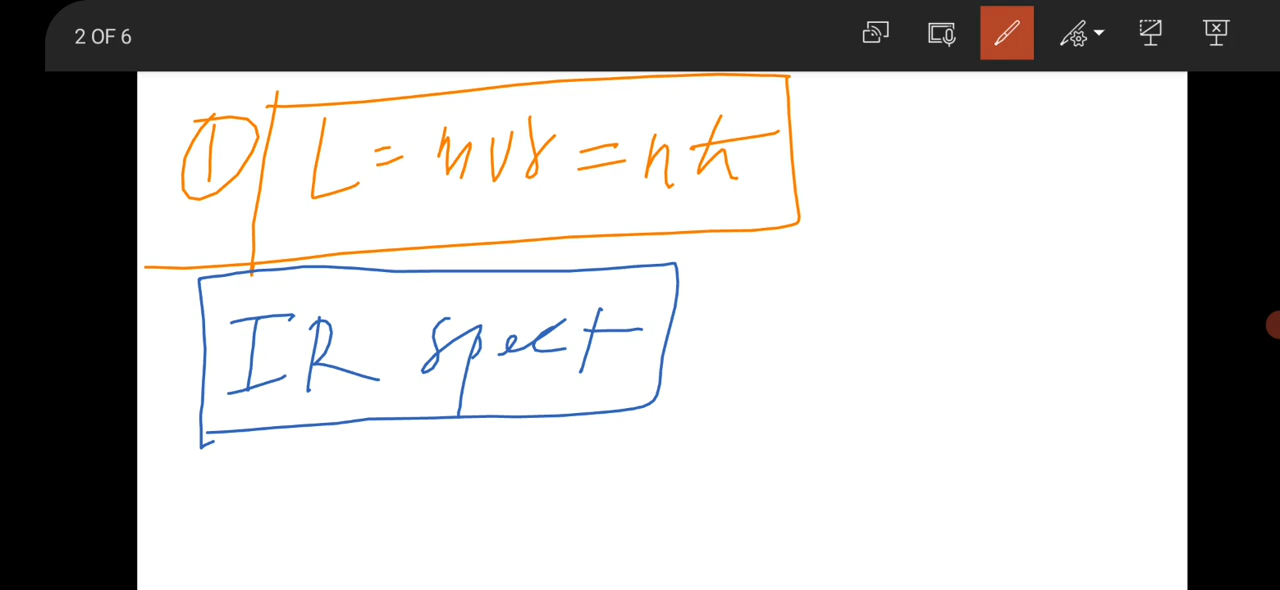 2 OF 6
① L = mvr = nħ
IR spect